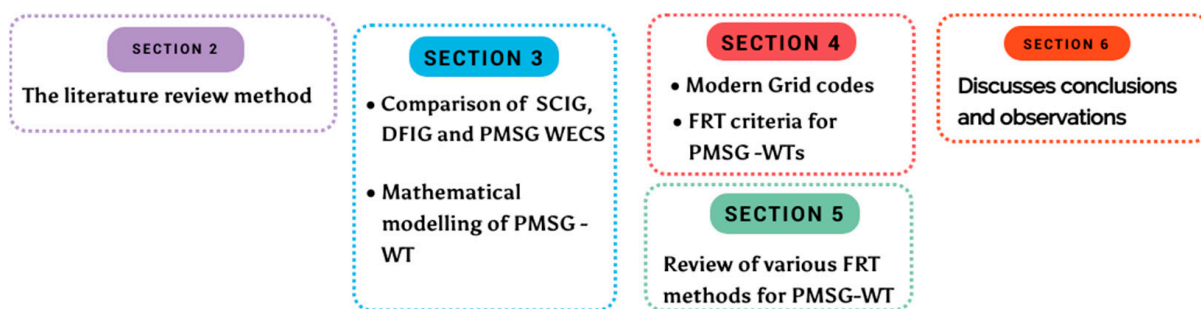 SECTION 2
The literature review method
SECTION 3
• Comparison of SCIG,
DFIG and PMSG WECS
• Mathematical
modelling of PMSG -
WT
SECTION 4
• Modern Grid codes
• FRT criteria for
PMSG -WTs
SECTION 5
Review of various FRT
methods for PMSG-WT
SECTION 6
Discusses conclusions
and observations